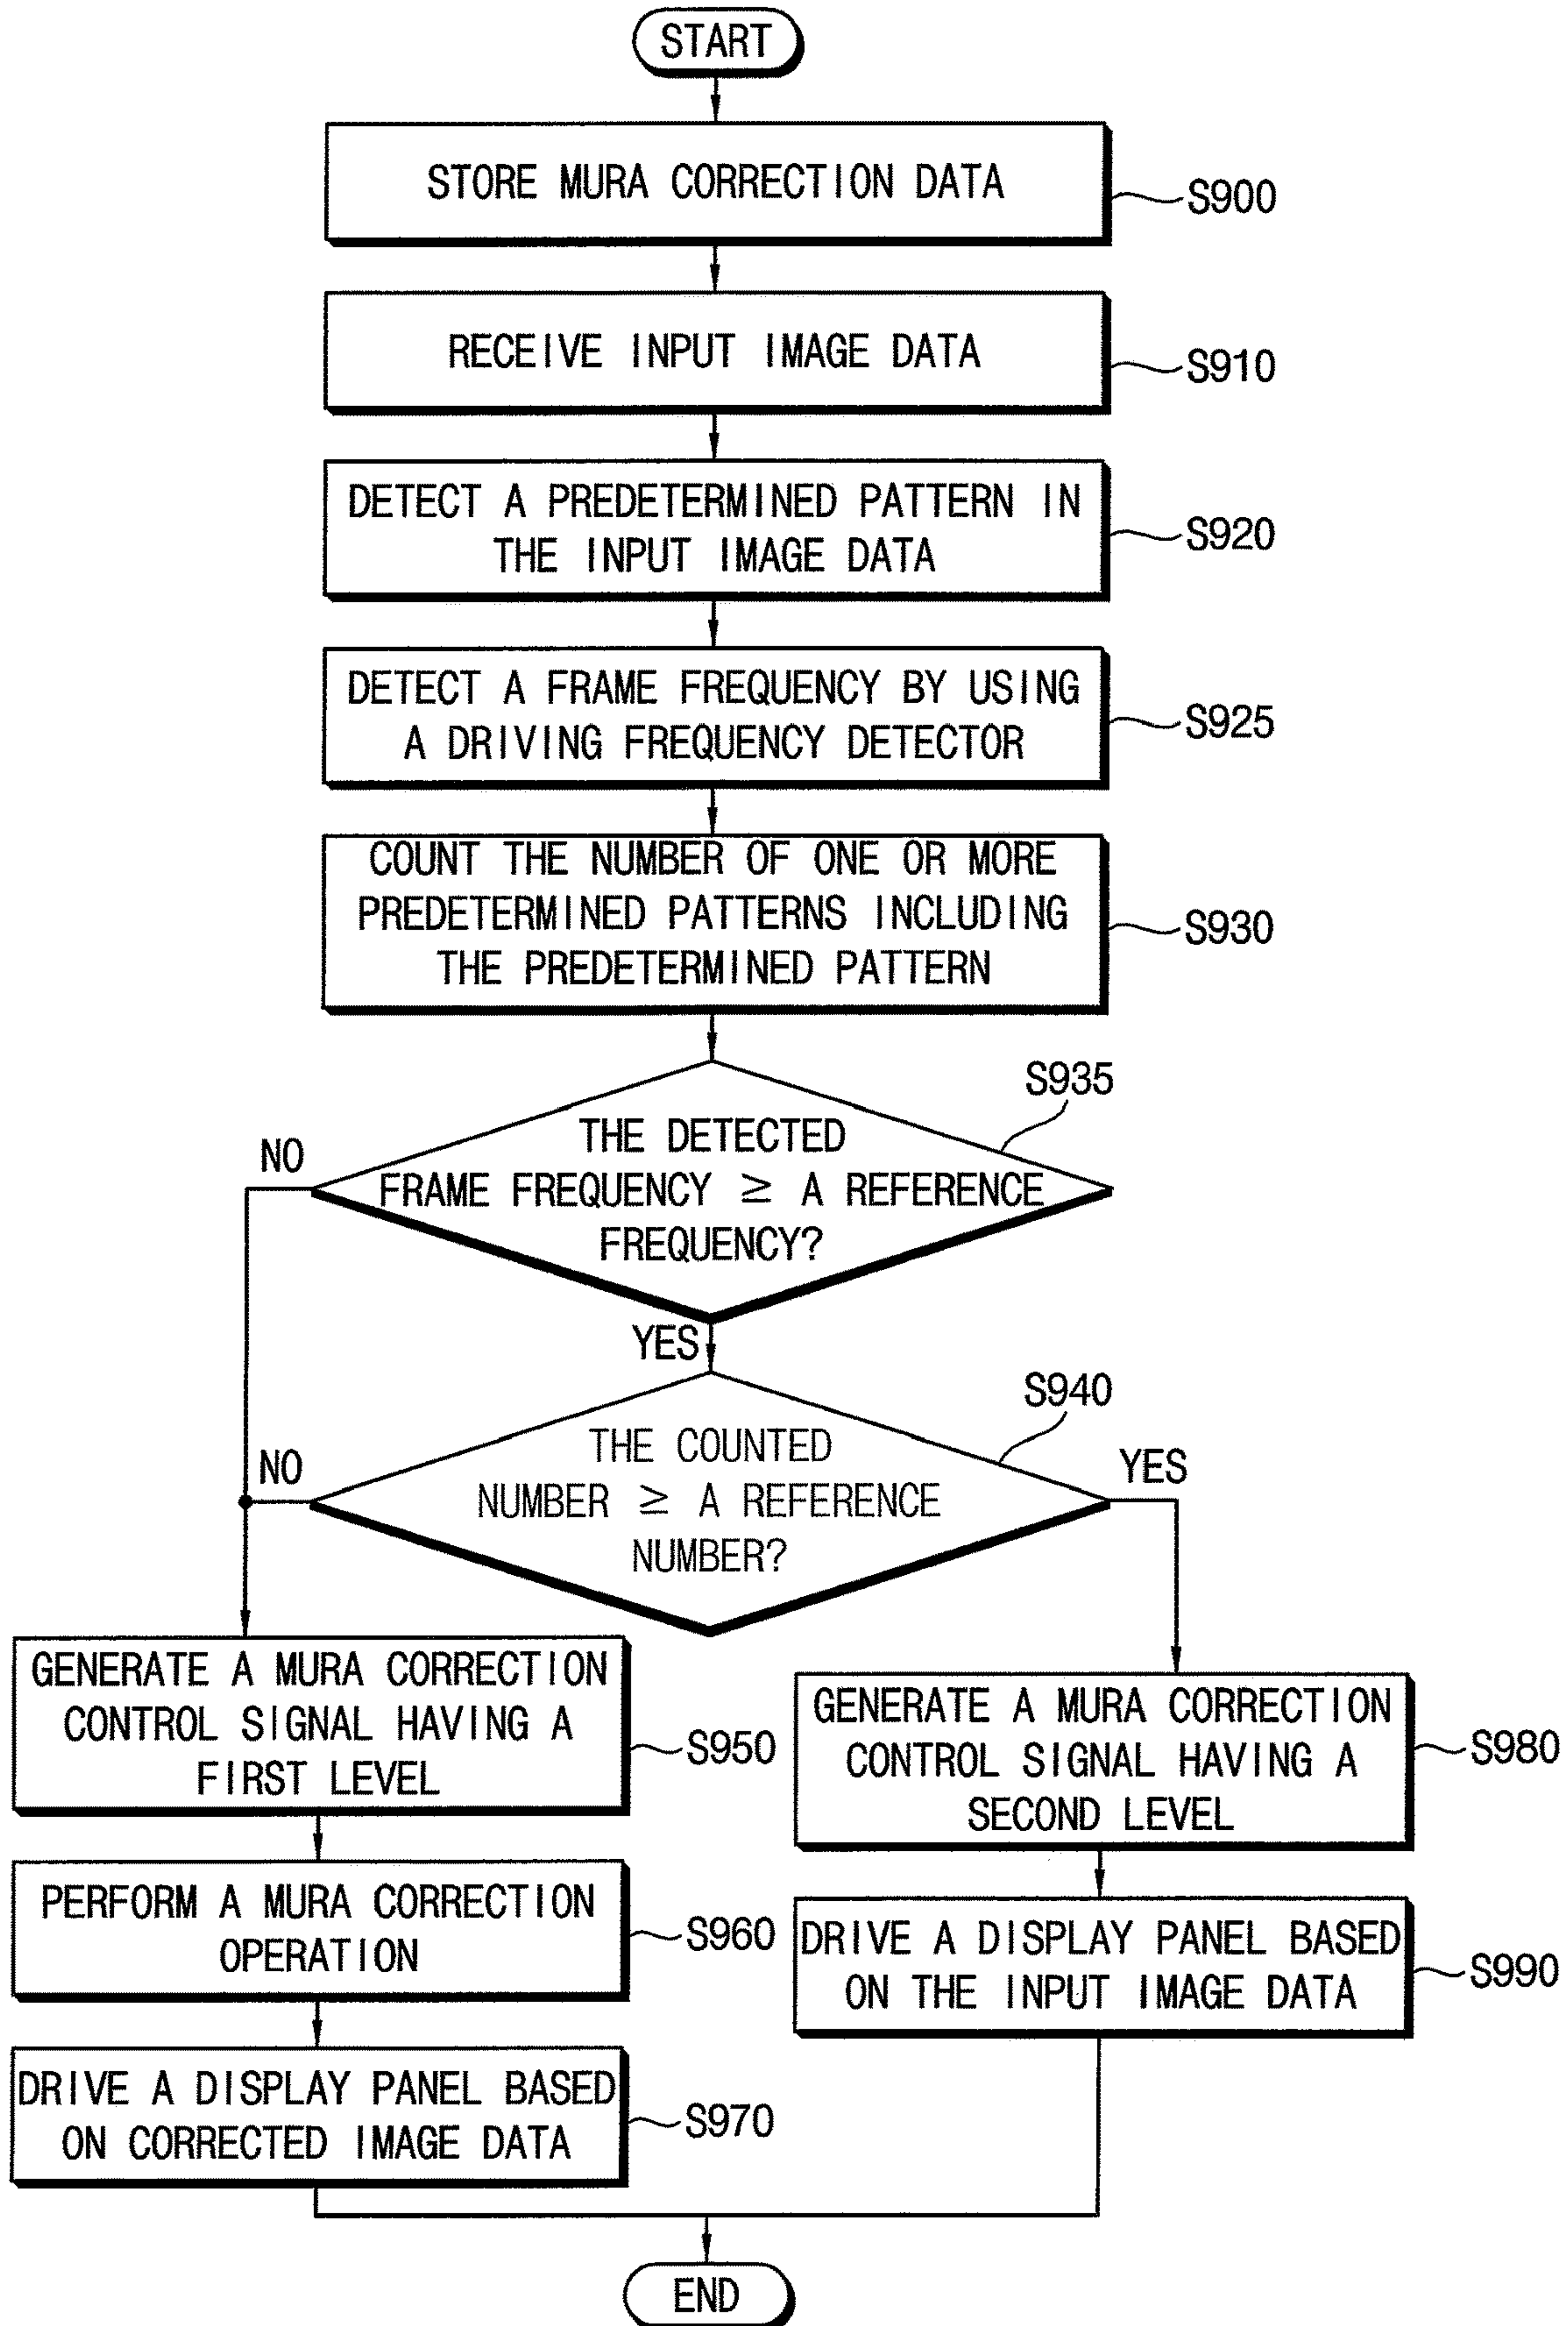 START
STORE MURA CORRECTION DATA
S900
RECEIVE INPUT IMAGE DATA
S910
DETECT A PREDETERMINED PATTERN IN
THE INPUT IMAGE DATA
S920
DETECT A FRAME FREQUENCY BY USING
A DRIVING FREQUENCY DETECTOR
S925
COUNT THE NUMBER OF ONE OR MORE
PREDETERMINED PATTERNS INCLUDING
THE PREDETERMINED PATTERN
S930
S935
THE DETECTED
FRAME FREQUENCY ≥ A REFERENCE
FREQUENCY?
NO
YES
S940
THE COUNTED
NUMBER ≥ A REFERENCE
NUMBER?
NO
YES
GENERATE A MURA CORRECTION
CONTROL SIGNAL HAVING A
FIRST LEVEL
S950
PERFORM A MURA CORRECTION
OPERATION
S960
DRIVE A DISPLAY PANEL BASED
ON CORRECTED IMAGE DATA
S970
GENERATE A MURA CORRECTION
CONTROL SIGNAL HAVING A
SECOND LEVEL
S980
DRIVE A DISPLAY PANEL BASED
ON THE INPUT IMAGE DATA
S990
END